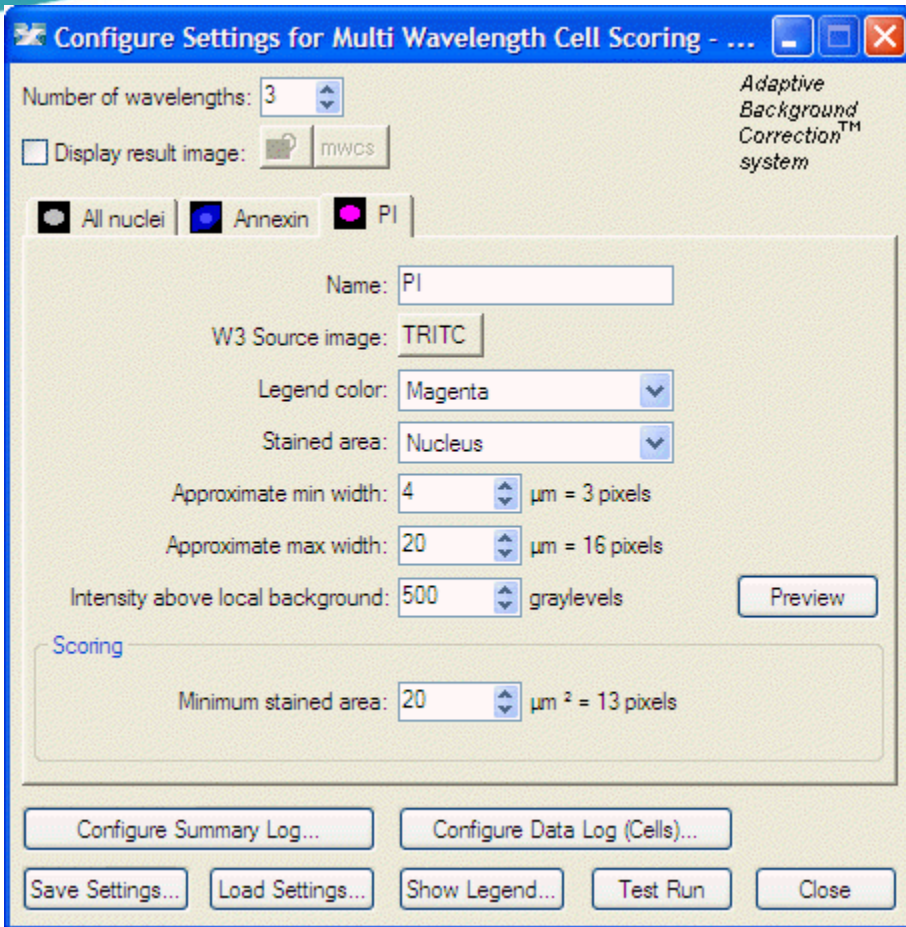 Configure Settings for Multi Wavelength Cell Scoring - ...
Number of wavelengths: 3
Adaptive
Background
Correction™
system
Display result image: mwcs
All nuclei Annexin PI
Name: PI
W3 Source image: TRITC
Legend color: Magenta
Stained area: Nucleus
Approximate min width: 4 µm = 3 pixels
Approximate max width: 20 µm = 16 pixels
Intensity above local background: 500 graylevels Preview
Scoring
Minimum stained area: 20 µm ² = 13 pixels
Configure Summary Log... Configure Data Log (Cells)...
Save Settings... Load Settings... Show Legend... Test Run Close